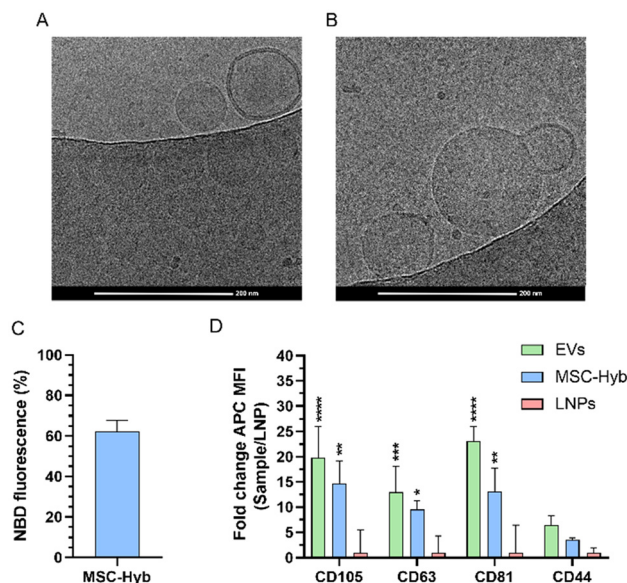 A
B
200 nm
200 nm
C
NBD fluorescence (%)
100
80
60
40
20
0
MSC-Hyb
D
Fold change APC MFI
(Sample/LNP)
40
35
30
25
20
15
10
5
0
****
**
***
*
****
**
CD105
CD63
CD81
CD44
EVs
MSC-Hyb
LNPs